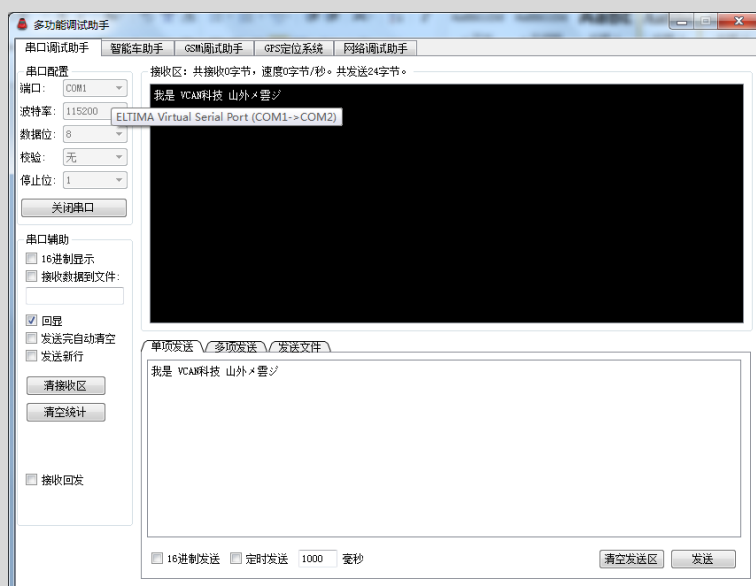 多功能调试助手
串口调试助手 智能车助手 GSM调试助手 GPS定位系统 网络调试助手
串口配置
端口: COM1
波特率: 115200
数据位: 8
校验: 无
停止位: 1
关闭串口
串口辅助
16进制显示
接收数据到文件:
回显
发送完自动清空
发送新行
清接收区
清空统计
接收回发
接收区：共接收0字节，速度0字节/秒。共发送24字节。
我是 VCAN科技 山外メ雲ジ
ELTIMA Virtual Serial Port (COM1->COM2)
单项发送 多项发送 发送文件
我是 VCAN科技 山外メ雲ジ
16进制发送 定时发送 1000 毫秒 清空发送区 发送